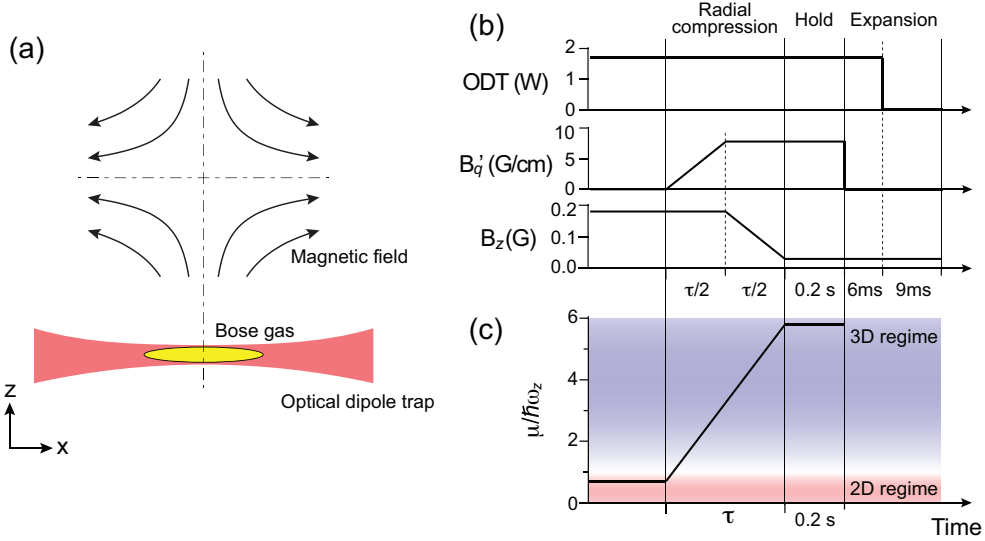 (a)
Magnetic field
Bose gas
Optical dipole trap
z
x
(b)
Radial
compression
Hold
Expansion
ODT (W)
2
1
0
B'q (G/cm)
10
5
0
Bz (G)
0.2
0.1
0.0
τ/2
τ/2
0.2 s
6ms
9ms
(c)
μ/ħωz
6
4
2
0
3D regime
2D regime
τ
0.2 s
Time